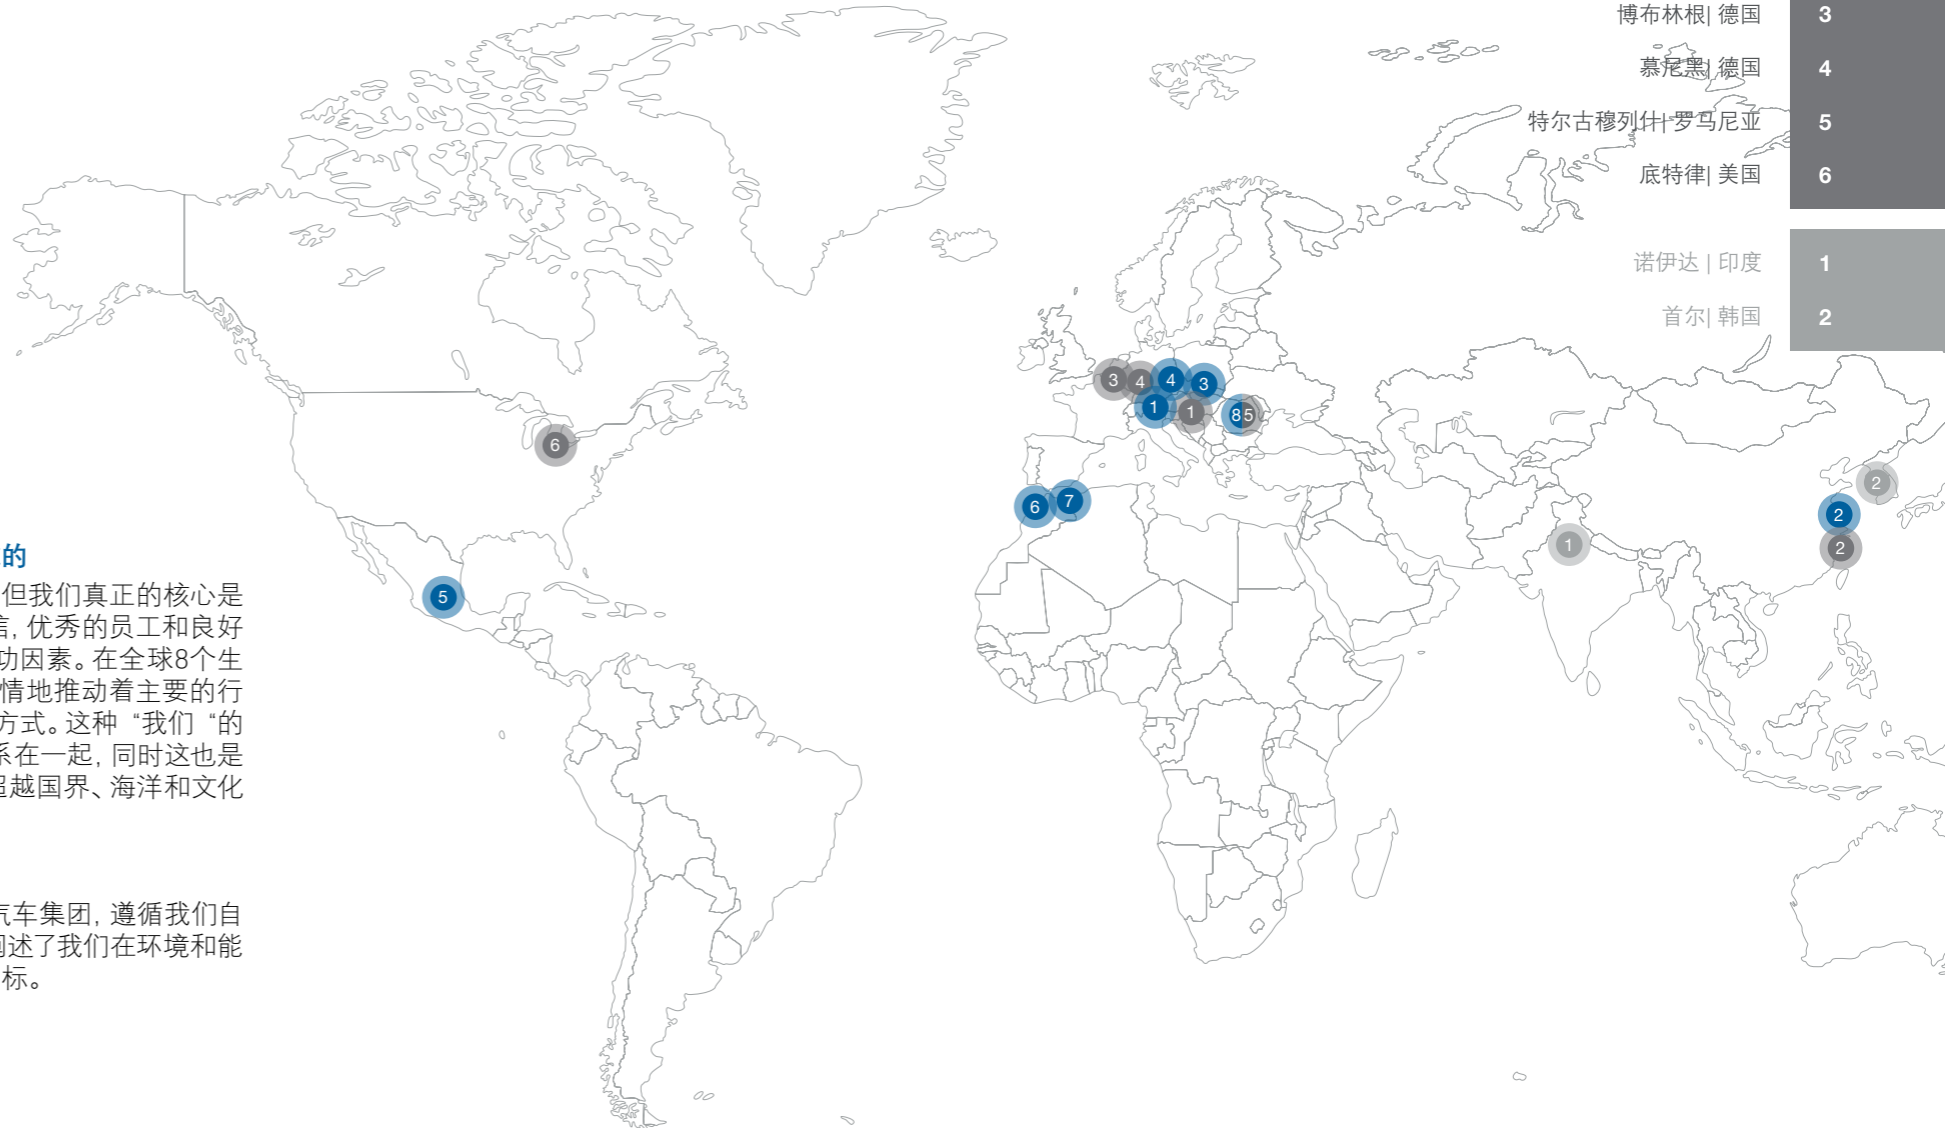 博布林根| 德国 3
慕尼黑| 德国 4
特尔古穆列什| 罗马尼亚 5
底特律| 美国 6
诺伊达 | 印度 1
首尔| 韩国 2
3 4 4 3
1 1 8 5
6
6 7
2
2
1 2
5
的
但我们真正的核心是
信, 优秀的员工和良好
功因素。在全球8个生
情地推动着主要的行
方式。这种 “我们 “的
系在一起, 同时这也是
超越国界、海洋和文化
汽车集团, 遵循我们自
阐述了我们在环境和能
标。